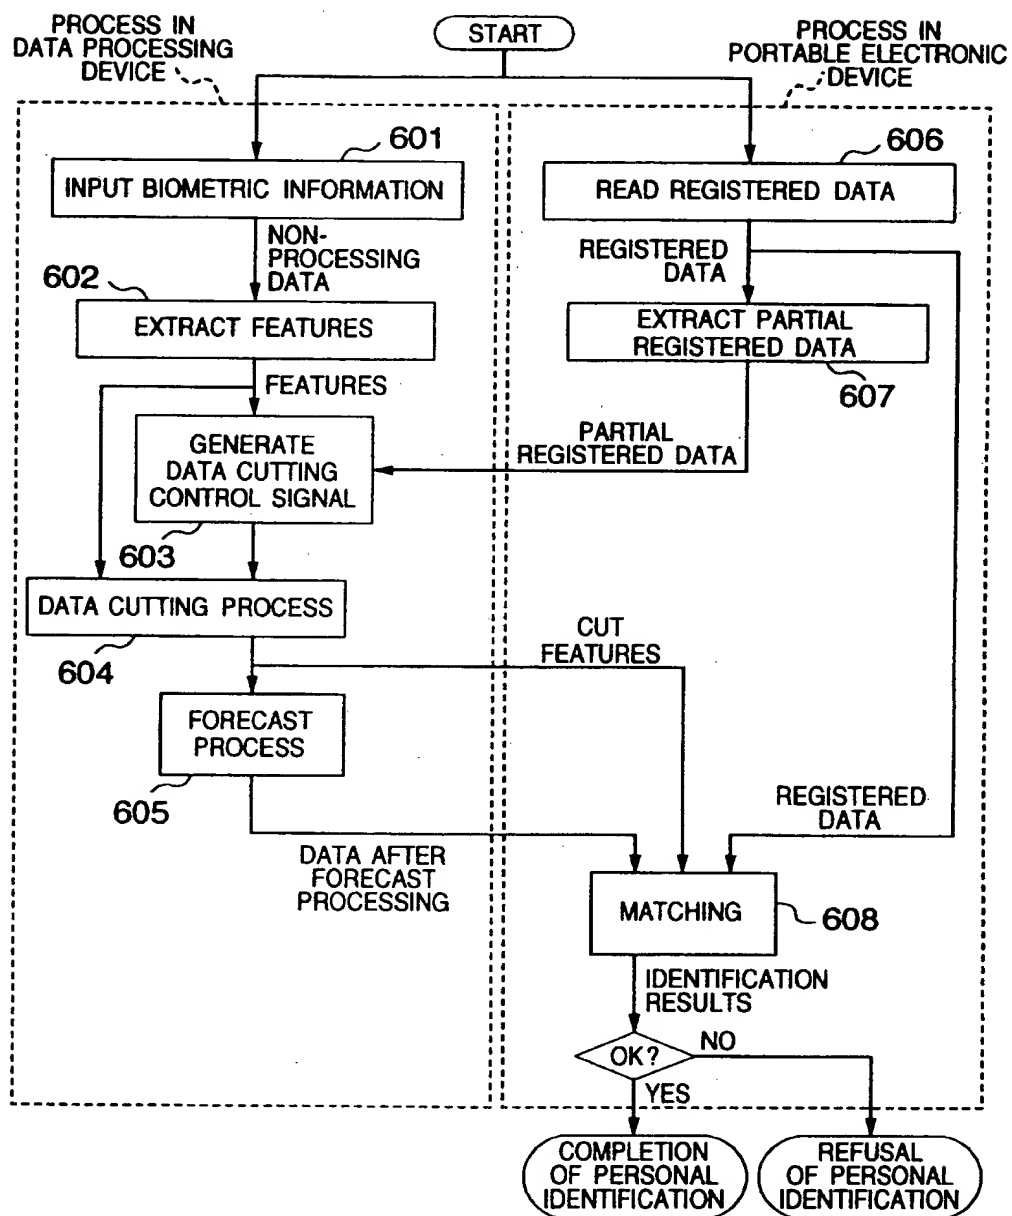 PROCESS IN
DATA PROCESSING
DEVICE
START
PROCESS IN
PORTABLE ELECTRONIC
DEVICE
601
INPUT BIOMETRIC INFORMATION
606
READ REGISTERED DATA
NON-
PROCESSING
DATA
REGISTERED
DATA
602
EXTRACT FEATURES
EXTRACT PARTIAL
REGISTERED DATA
607
FEATURES
GENERATE
DATA CUTTING
CONTROL SIGNAL
603
PARTIAL
REGISTERED DATA
DATA CUTTING PROCESS
604
CUT
FEATURES
FORECAST
PROCESS
605
REGISTERED
DATA
DATA AFTER
FORECAST
PROCESSING
MATCHING
608
IDENTIFICATION
RESULTS
OK?
NO
YES
COMPLETION
OF PERSONAL
IDENTIFICATION
REFUSAL
OF PERSONAL
IDENTIFICATION